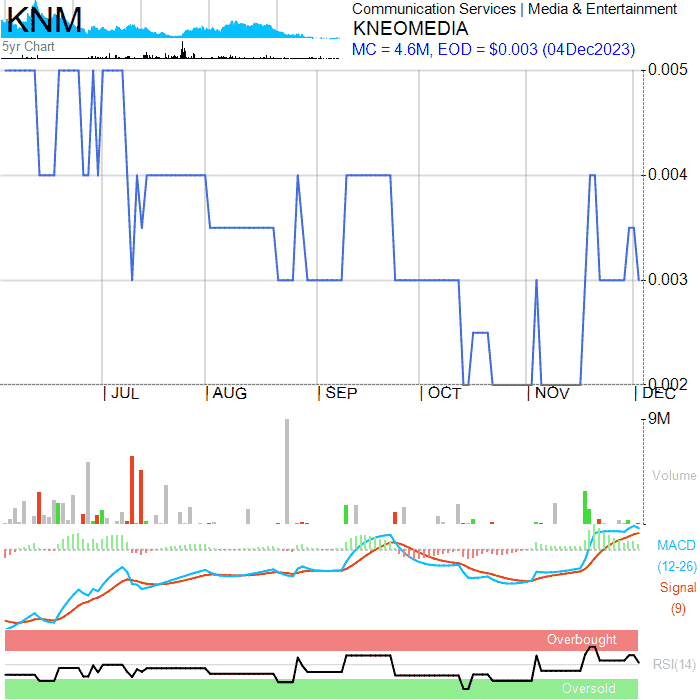 KNM
5yr Chart
Communication Services | Media & Entertainment
KNEOMEDIA
MC = 4.6M, EOD = $0.003 (04Dec2023)
0.005
0.004
0.003
0.002
JUL AUG SEP OCT NOV DEC
9M
Volume
MACD
(12-26)
Signal
(9)
Overbought
RSI(14)
Oversold